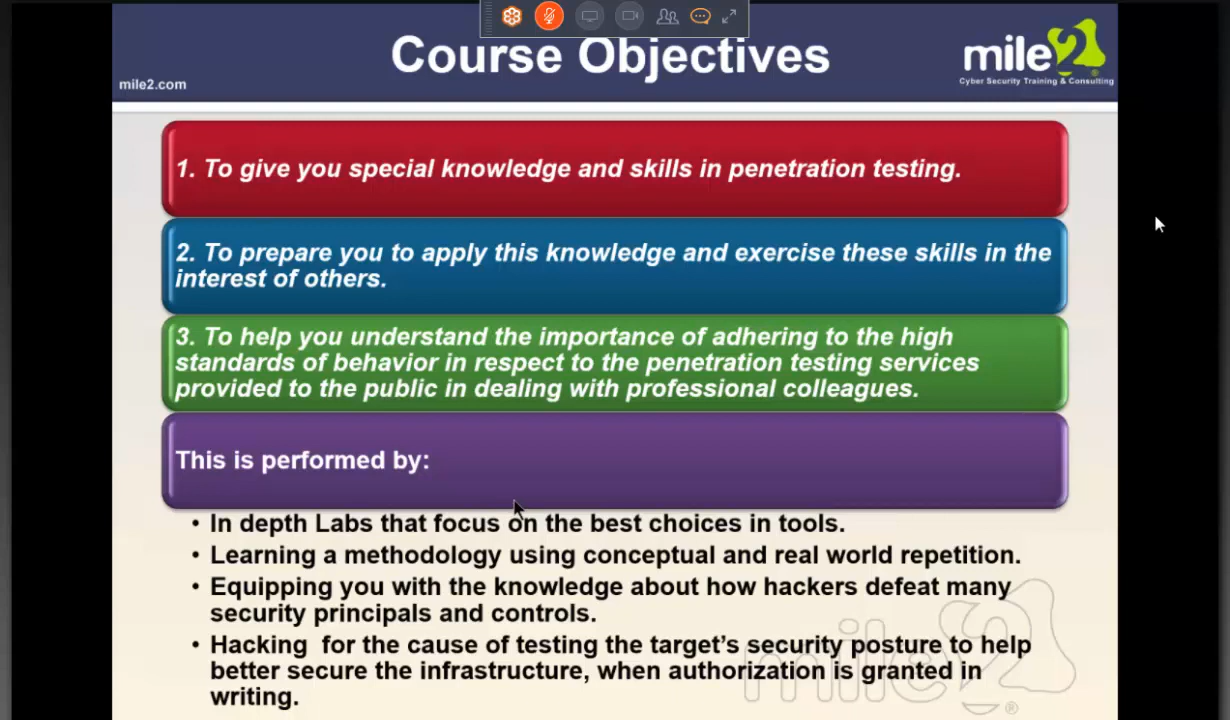 Course Objectives
mile2
Cyber Security Training & Consulting
mile2.com
1. To give you special knowledge and skills in penetration testing.
2. To prepare you to apply this knowledge and exercise these skills in the
interest of others.
3. To help you understand the importance of adhering to the high
standards of behavior in respect to the penetration testing services
provided to the public in dealing with professional colleagues.
This is performed by:
• In depth Labs that focus on the best choices in tools.
• Learning a methodology using conceptual and real world repetition.
• Equipping you with the knowledge about how hackers defeat many
security principals and controls.
• Hacking  for the cause of testing the target's security posture to help
better secure the infrastructure, when authorization is granted in
writing.
mile2
®